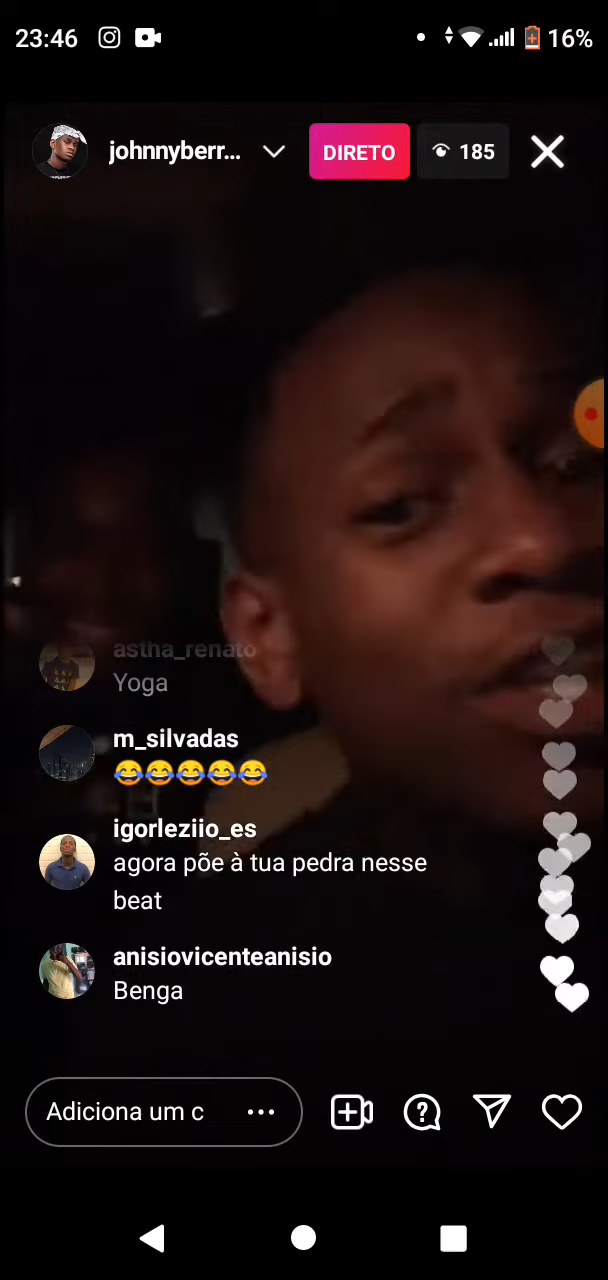 23:46
16%
johnnyberr...
DIRETO
185
astha_renato
Yoga
m_silvadas
😂😂😂😂😂
igorleziio_es
agora põe à tua pedra nesse
beat
anisiovicenteanisio
Benga
Adiciona um c